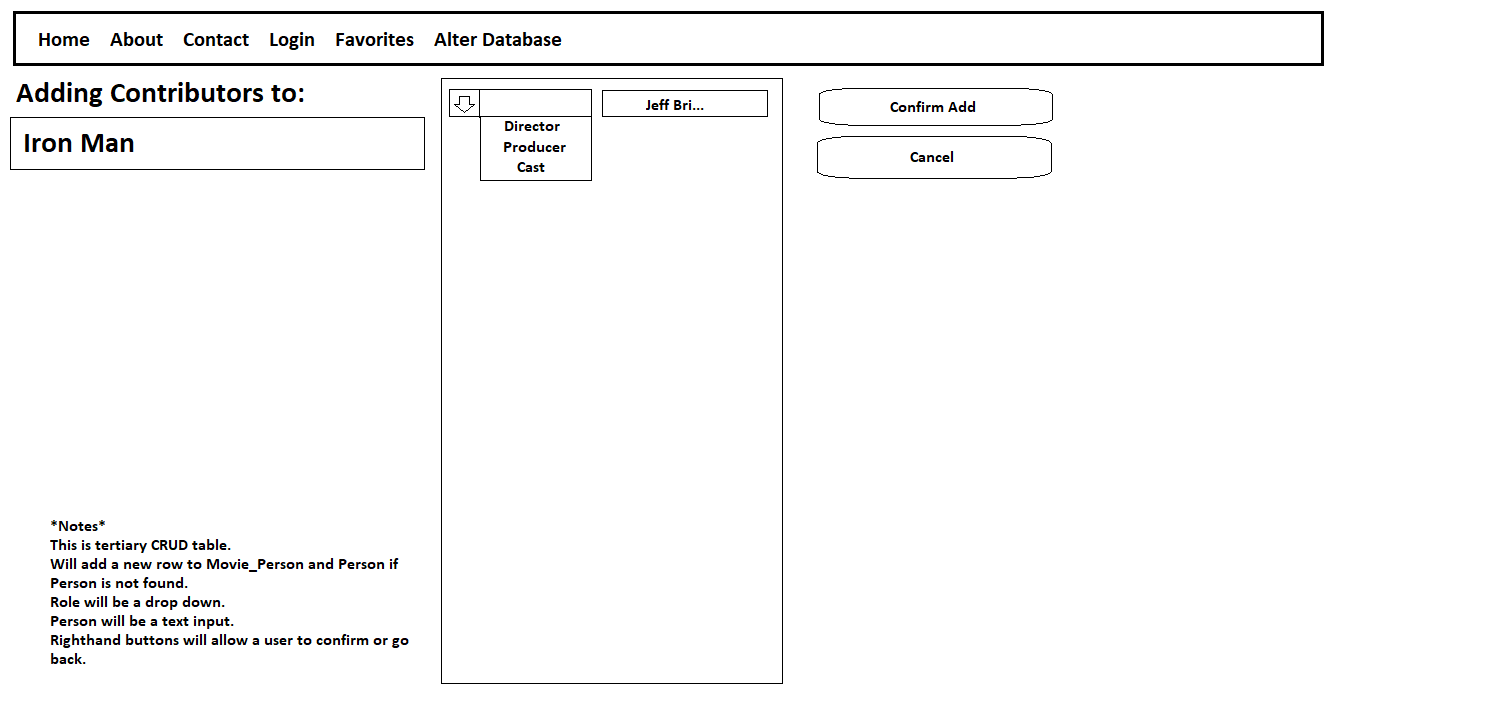 Home About Contact Login Favorites Alter Database
Adding Contributors to:
Iron Man
Jeff Bri...
Director
Producer
Cast
Confirm Add
Cancel
*Notes*
This is tertiary CRUD table.
Will add a new row to Movie_Person and Person if
Person is not found.
Role will be a drop down.
Person will be a text input.
Righthand buttons will allow a user to confirm or go
back.